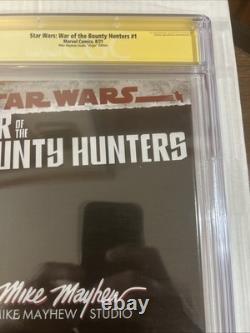 Star Wars: War of the Bounty Hunters #1
Marvel Comics, 8/21
Mike Mayhew Studio "Virgin" Edition
STAR WARS
R OF THE
OUNTY HUNTERS
Mike Mayhew
MIKE MAYHEW STUDIO